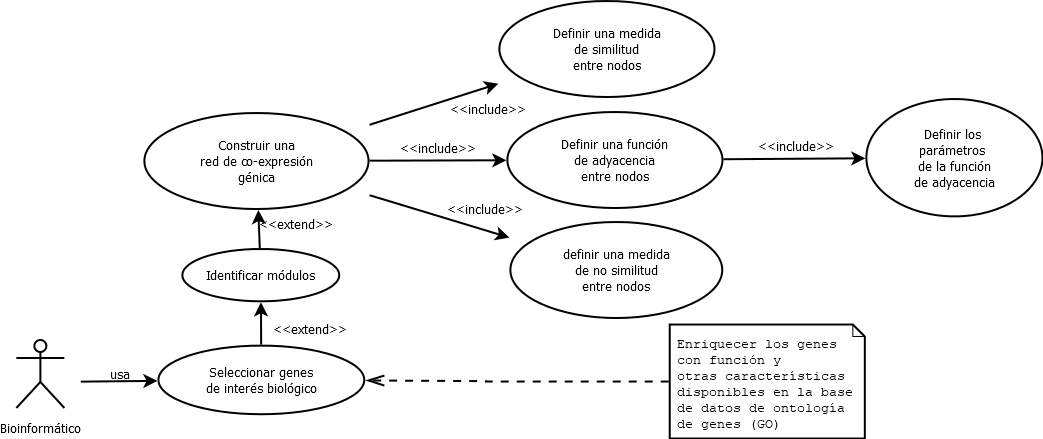 Definir una medida
de similitud
entre nodos
<<include>>
Construir una
red de co-expresión
génica
<<include>>
Definir una función
de adyacencia
entre nodos
<<include>>
Definir los
parámetros
de la función
de adyacencia
<<include>>
<<extend>>
definir una medida
de no similitud
entre nodos
Identificar módulos
<<extend>>
Enriquecer los genes
con función y
otras característias
disponibles en la base
de datos de ontología
de genes (GO)
Seleccionar genes
de interés biológico
usa
Bioinformático